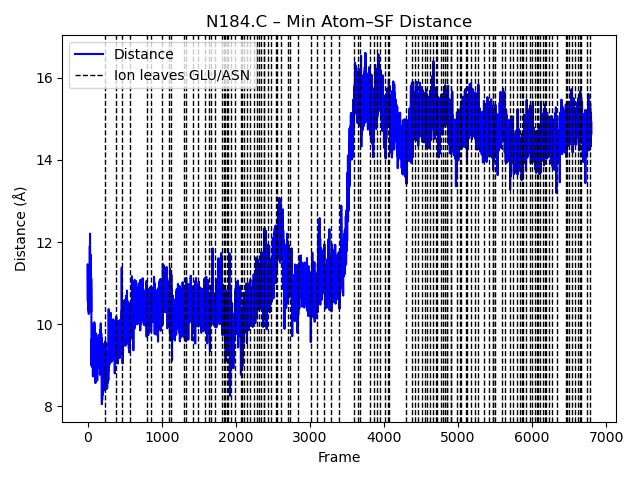 N184.C – Min Atom–SF Distance
Distance
Ion leaves GLU/ASN
Distance (Å)
16
14
12
10
8
0 1000 2000 3000 4000 5000 6000 7000
Frame